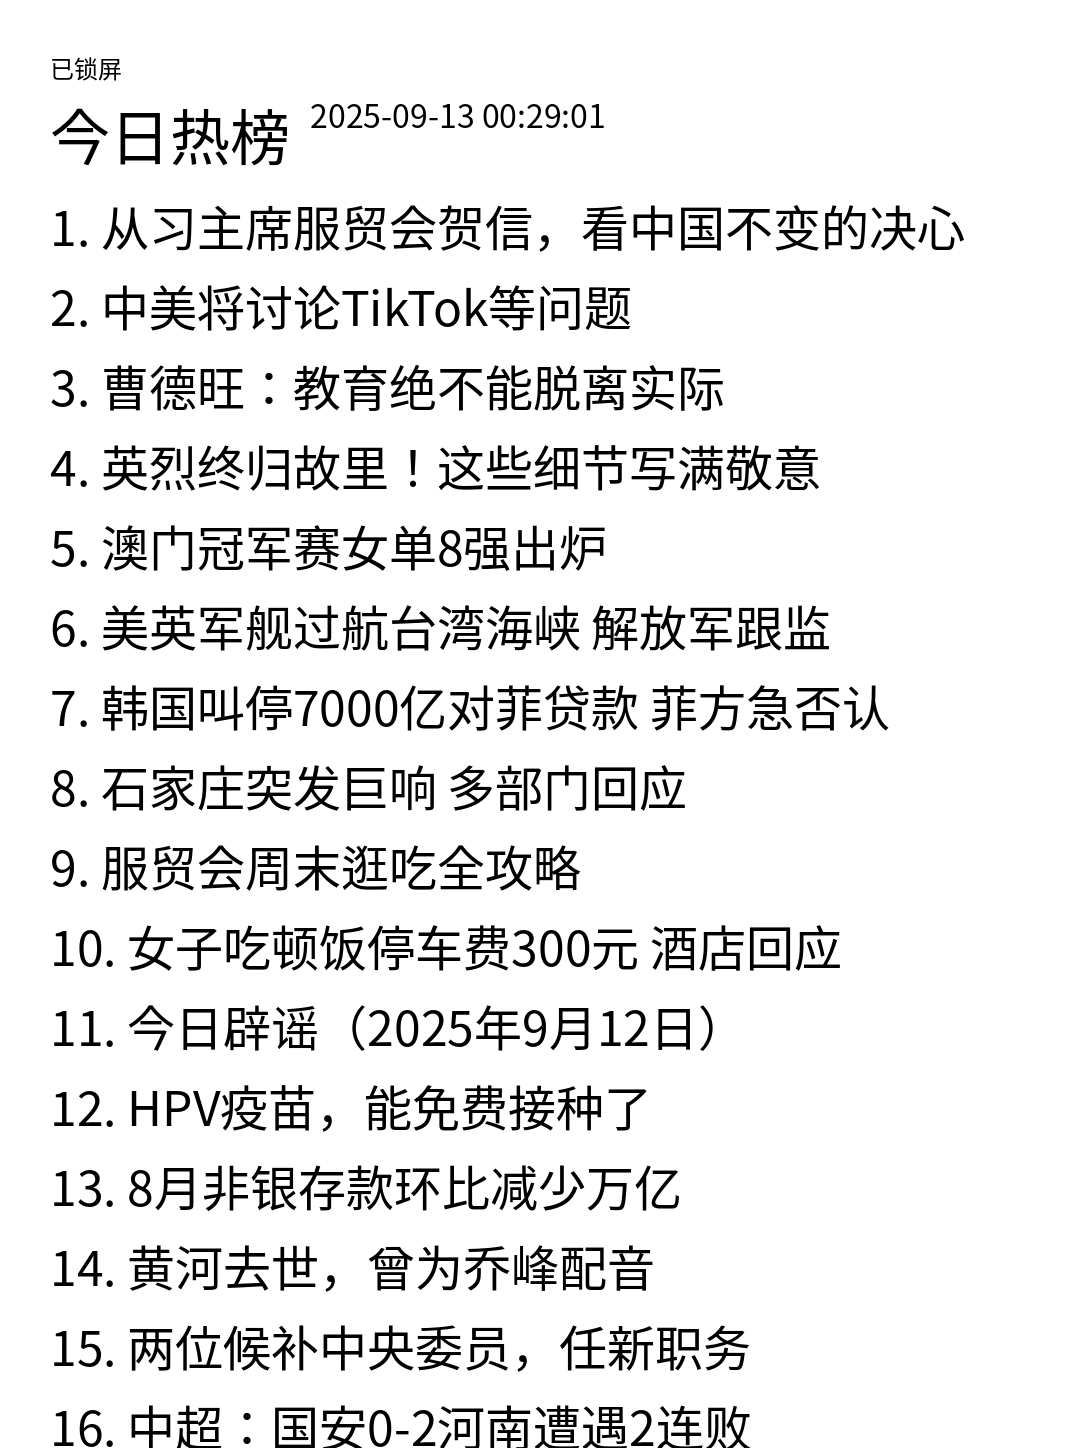 已锁屏
今日热榜 2025-09-13 00:29:01
1. 从习主席服贸会贺信，看中国不变的决心
2. 中美将讨论TikTok等问题
3. 曹德旺：教育绝不能脱离实际
4. 英烈终归故里！这些细节写满敬意
5. 澳门冠军赛女单8强出炉
6. 美英军舰过航台湾海峡 解放军跟监
7. 韩国叫停7000亿对菲贷款 菲方急否认
8. 石家庄突发巨响 多部门回应
9. 服贸会周末逛吃全攻略
10. 女子吃顿饭停车费300元 酒店回应
11. 今日辟谣（2025年9月12日）
12. HPV疫苗，能免费接种了
13. 8月非银存款环比减少万亿
14. 黄河去世，曾为乔峰配音
15. 两位候补中央委员，任新职务
16. 中超：国安0-2河南遭遇2连败